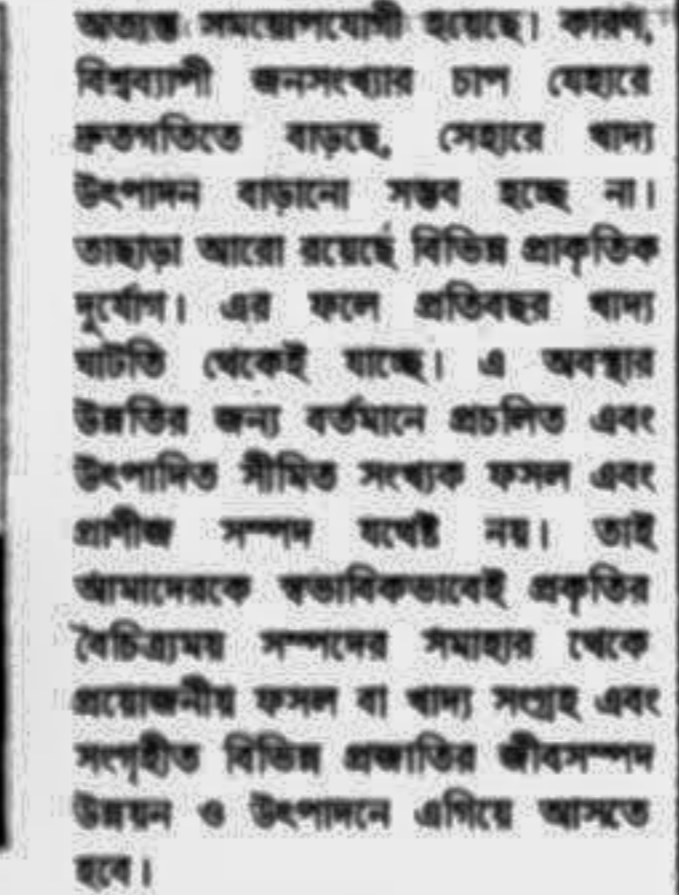 অত্যন্ত সময়োপযোগী হয়েছে। কারণ,
বিশ্বব্যাপী জনসংখ্যার চাপ যেহারে
দ্রুতগতিতে বাড়ছে, সেহারে খাদ্য
উৎপাদন বাড়ানো সম্ভব হচ্ছে না।
তাছাড়া আরো রয়েছে বিভিন্ন প্রাকৃতিক
দুর্যোগ। এর ফলে প্রতিবছর খাদ্য
ঘাটতি থেকেই যাচ্ছে। এ অবস্থার
উন্নতির জন্য বর্তমানে প্রচলিত এবং
উৎপাদিত সীমিত সংখ্যক ফসল এবং
প্রাণীজ সম্পদ যথেষ্ট নয়। তাই
আমাদেরকে স্বভাবিকভাবেই প্রকৃতির
বৈচিত্র্যময় সম্পদের সমাহার থেকে
প্রয়োজনীয় ফসল বা খাদ্য সংগ্রহ এবং
সংগৃহীত বিভিন্ন প্রজাতির জীবসম্পদ
উন্নয়ন ও উৎপাদনে এগিয়ে আসতে
হবে।